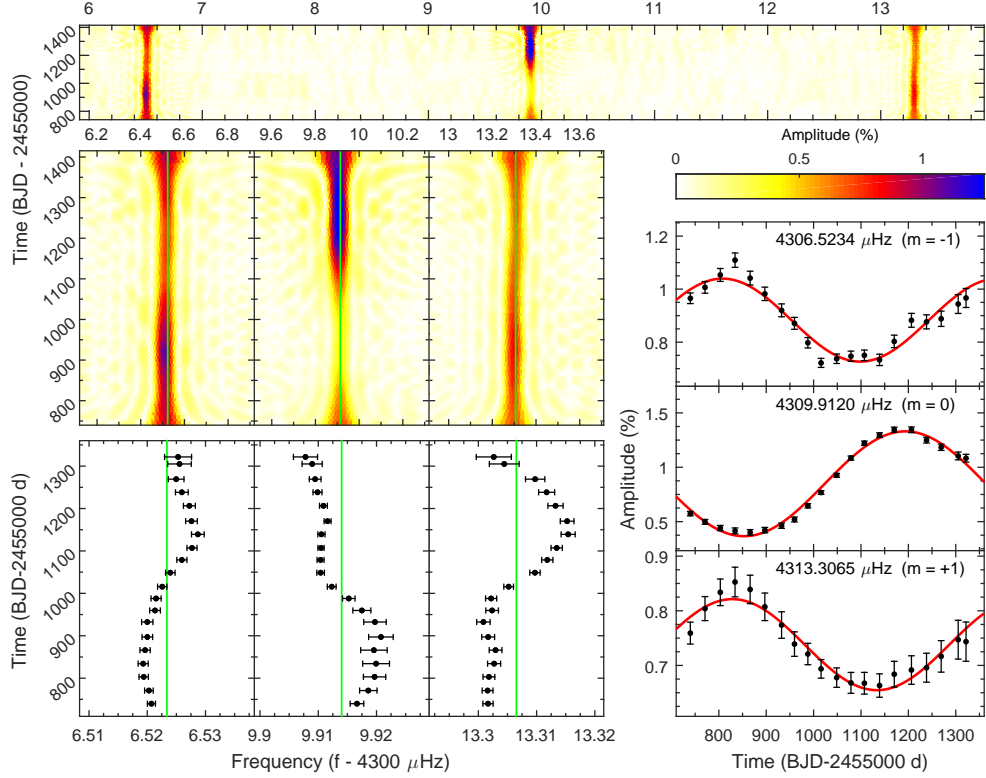 6 7 8 9 10 11 12 13
1400
1200
1000
800
6.2 6.4 6.6 6.8 9.6 9.8 10 10.2 13 13.2 13.4 13.6
Time (BJD - 2455000)
1400
1300
1200
1100
1000
900
800
Amplitude (%)
0 0.5 1
4306.5234 μHz (m = -1)
1.2
1
0.8
4309.9120 μHz (m = 0)
1.5
1
0.5
Amplitude (%)
4313.3065 μHz (m = +1)
0.9
0.8
0.7
800 900 1000 1100 1200 1300
Time (BJD-2455000 d)
Time (BJD-2455000 d)
1300
1200
1100
1000
900
800
6.51 6.52 6.53 9.9 9.91 9.92 13.3 13.31 13.32
Frequency (f - 4300 μHz)